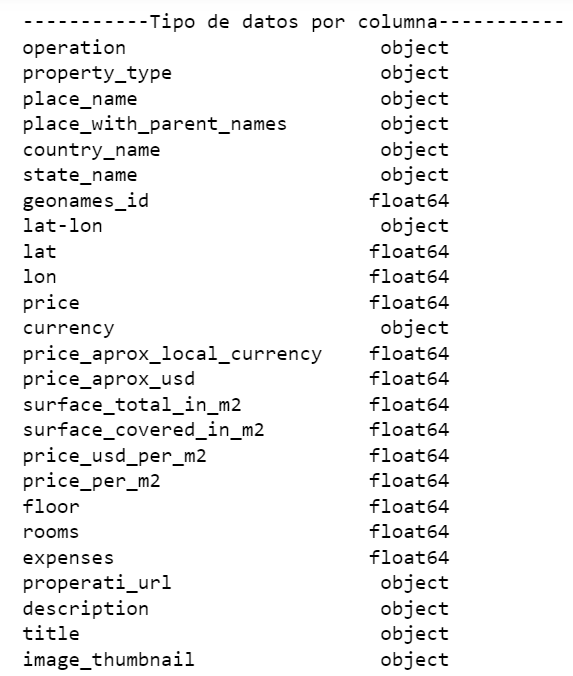 -----------Tipo de datos por columna-----------
operation object
property_type object
place_name object
place_with_parent_names object
country_name object
state_name object
geonames_id float64
lat-lon object
lat float64
lon float64
price float64
currency object
price_aprox_local_currency float64
price_aprox_usd float64
surface_total_in_m2 float64
surface_covered_in_m2 float64
price_usd_per_m2 float64
price_per_m2 float64
floor float64
rooms float64
expenses float64
properati_url object
description object
title object
image_thumbnail object